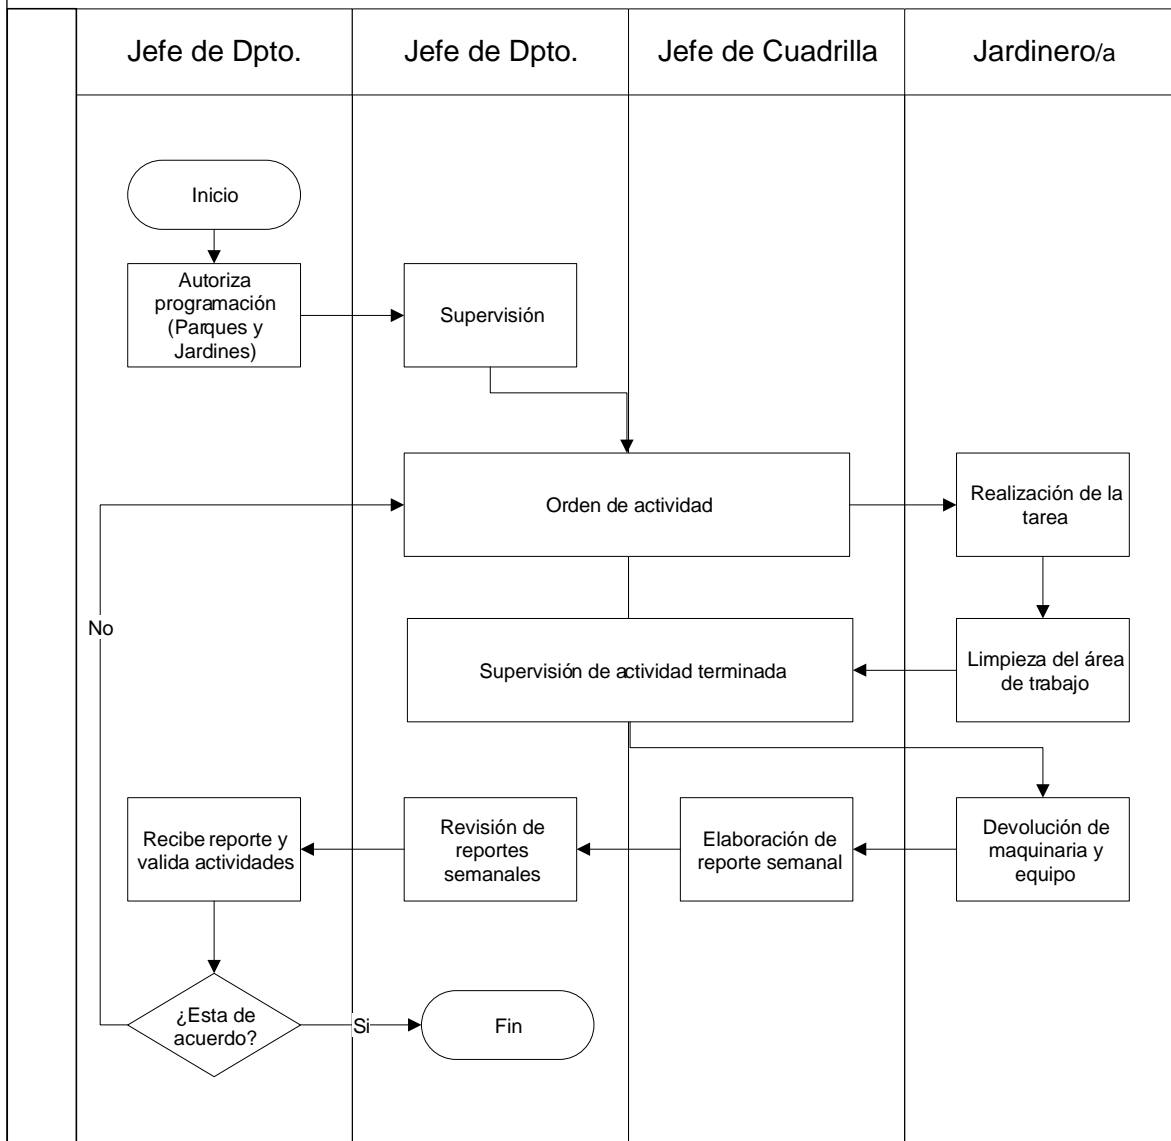 Jefe de Dpto.
Jefe de Dpto.
Jefe de Cuadrilla
Jardinero/a
Inicio
Autoriza
programación
(Parques y
Jardines)
Supervisión
Orden de actividad
Realización de la
tarea
No
Supervisión de actividad terminada
Limpieza del área
de trabajo
Recibe reporte y
valida actividades
Revisión de
reportes
semanales
Elaboración de
reporte semanal
Devolución de
maquinaria y
equipo
¿Esta de
acuerdo?
Si
Fin